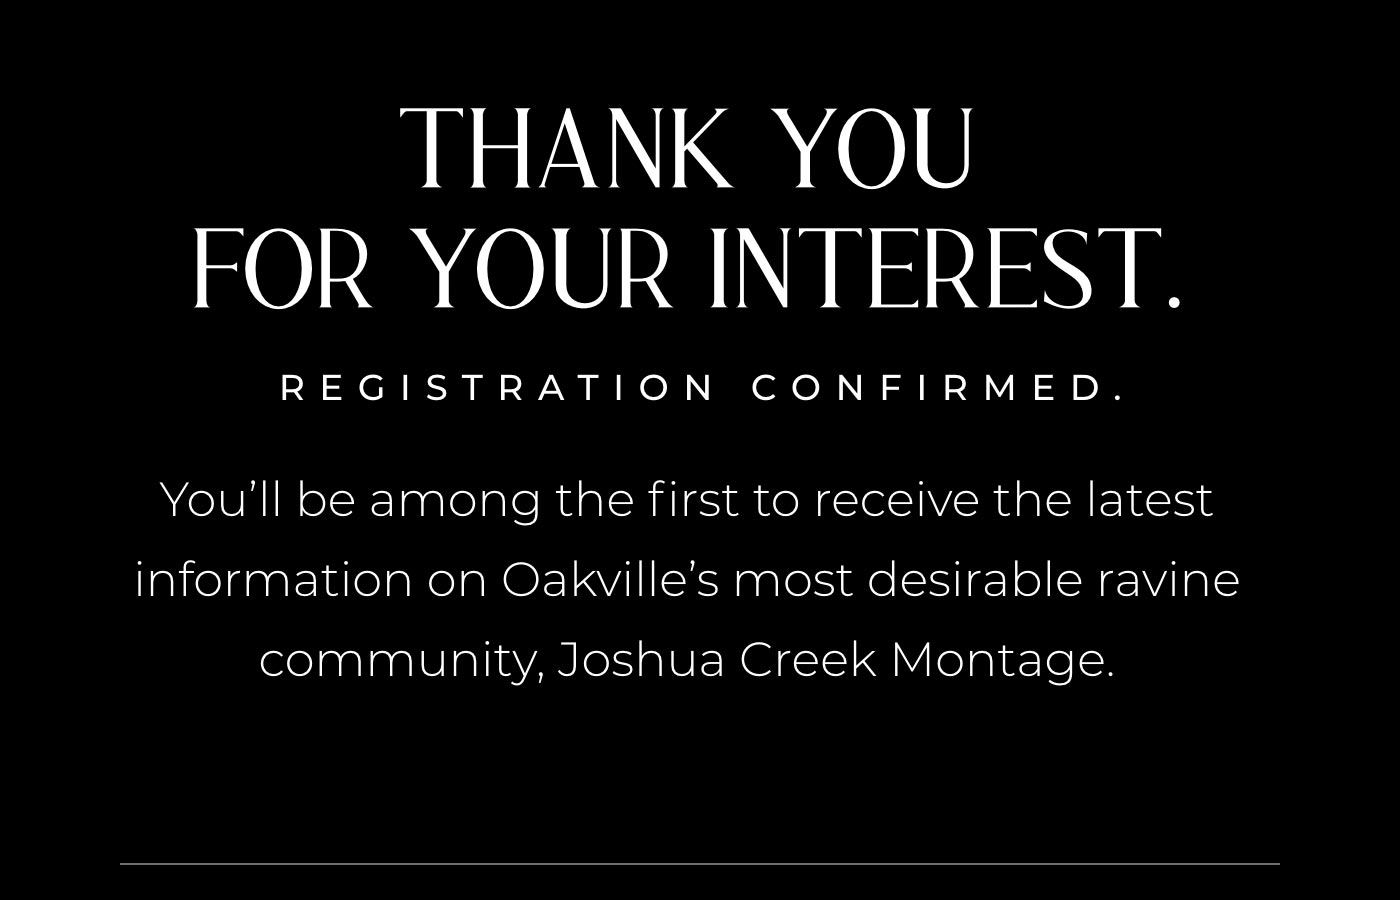 THANK YOU
FOR YOUR INTEREST.
REGISTRATION CONFIRMED.
You’ll be among the first to receive the latest
information on Oakville’s most desirable ravine
community, Joshua Creek Montage.